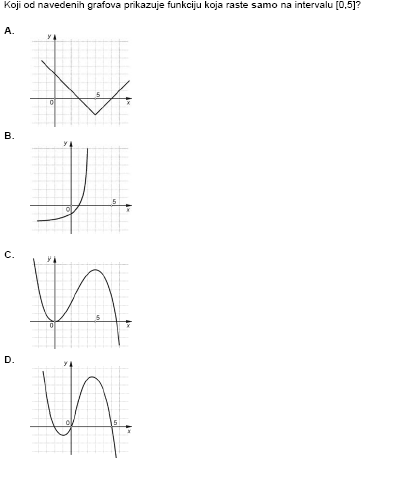 Koji od navedenih grafova prikazuje funkciju koja raste samo na intervalu [0,5]?
A.
y
5
0
x
B.
y
5
0
x
C.
y
5
0
x
D.
y
0
5
x